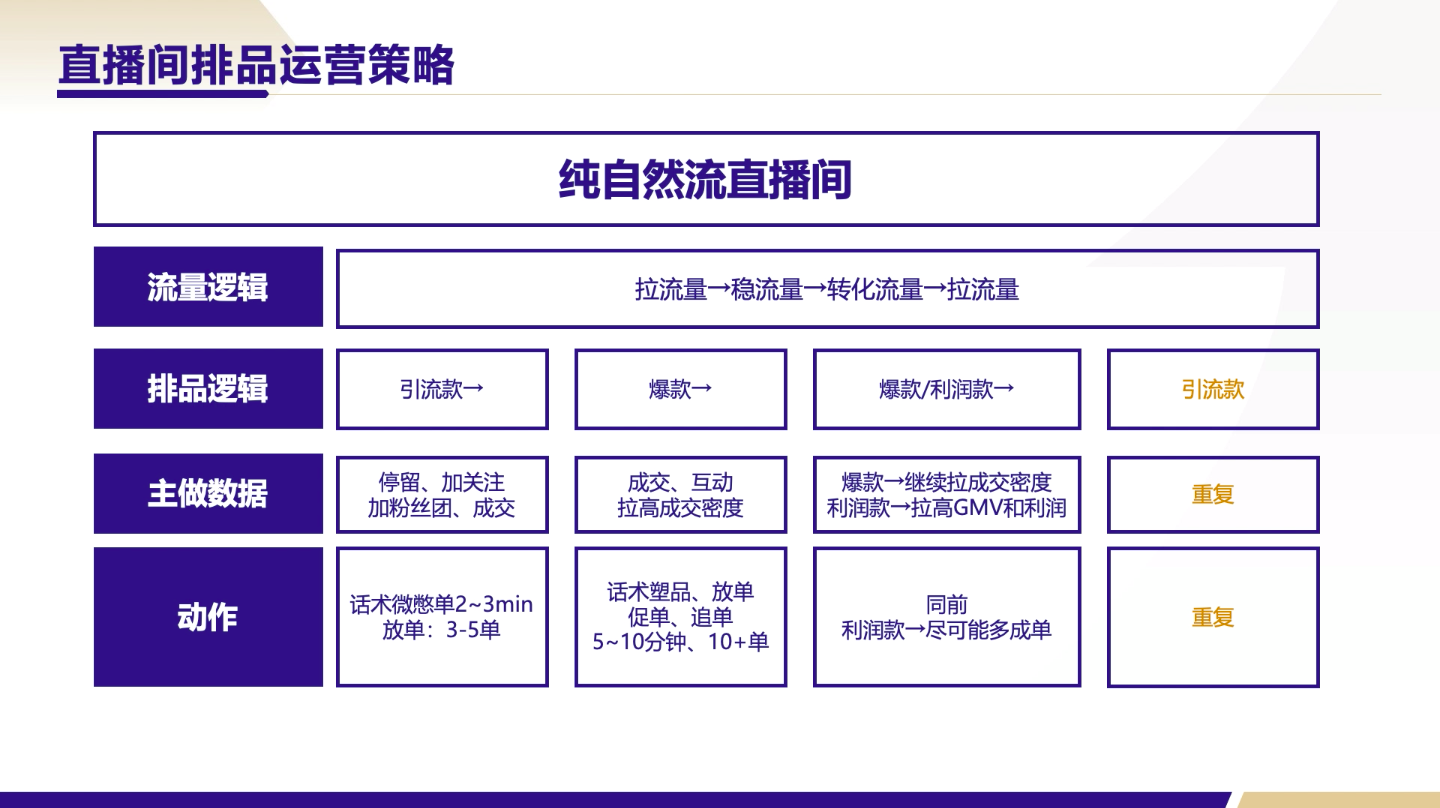 直播间排品运营策略
纯自然流直播间
流量逻辑
拉流量→稳流量→转化流量→拉流量
排品逻辑
引流款→
爆款→
爆款/利润款→
引流款
主做数据
停留、加关注
加粉丝团、成交
成交、互动
拉高成交密度
爆款→继续拉成交密度
利润款→拉高GMV和利润
重复
动作
话术微憋单2~3min
放单：3-5单
话术塑品、放单
促单、追单
5~10分钟、10+单
同前
利润款→尽可能多成单
重复